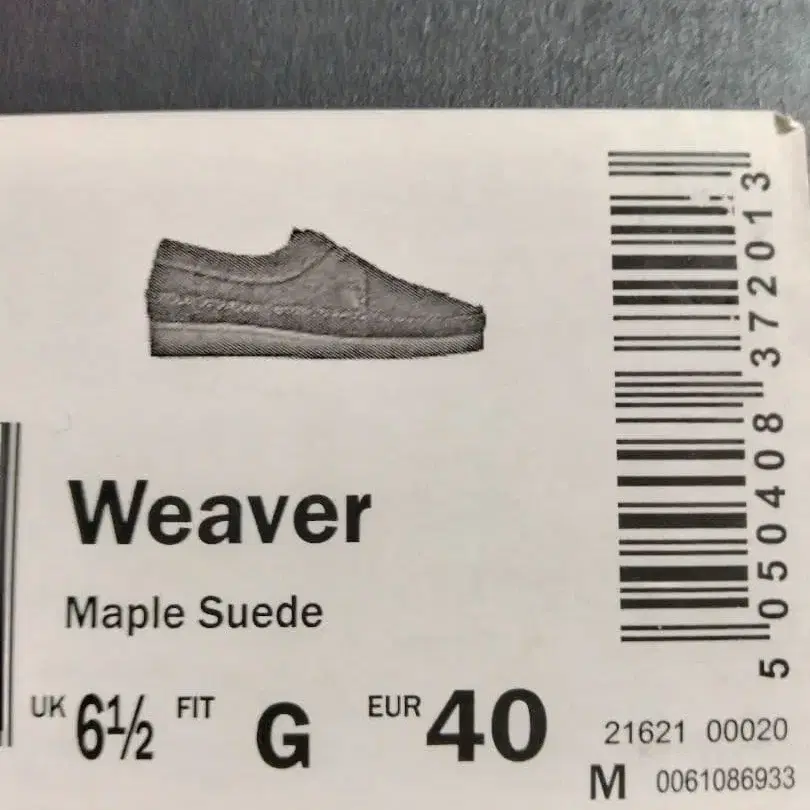 Weaver
Maple Suede
UK 6½ FIT G EUR 40
5 050408 372013
21621 00020
M 0061086933